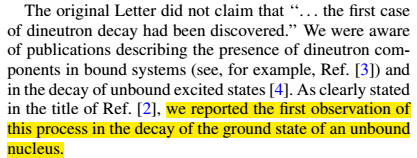 The original Letter did not claim that “... the first case
of dineutron decay had been discovered.” We were aware
of publications describing the presence of dineutron com-
ponents in bound systems (see, for example, Ref. [3]) and
in the decay of unbound excited states [4]. As clearly stated
in the title of Ref. [2], we reported the first observation of
this process in the decay of the ground state of an unbound
nucleus.